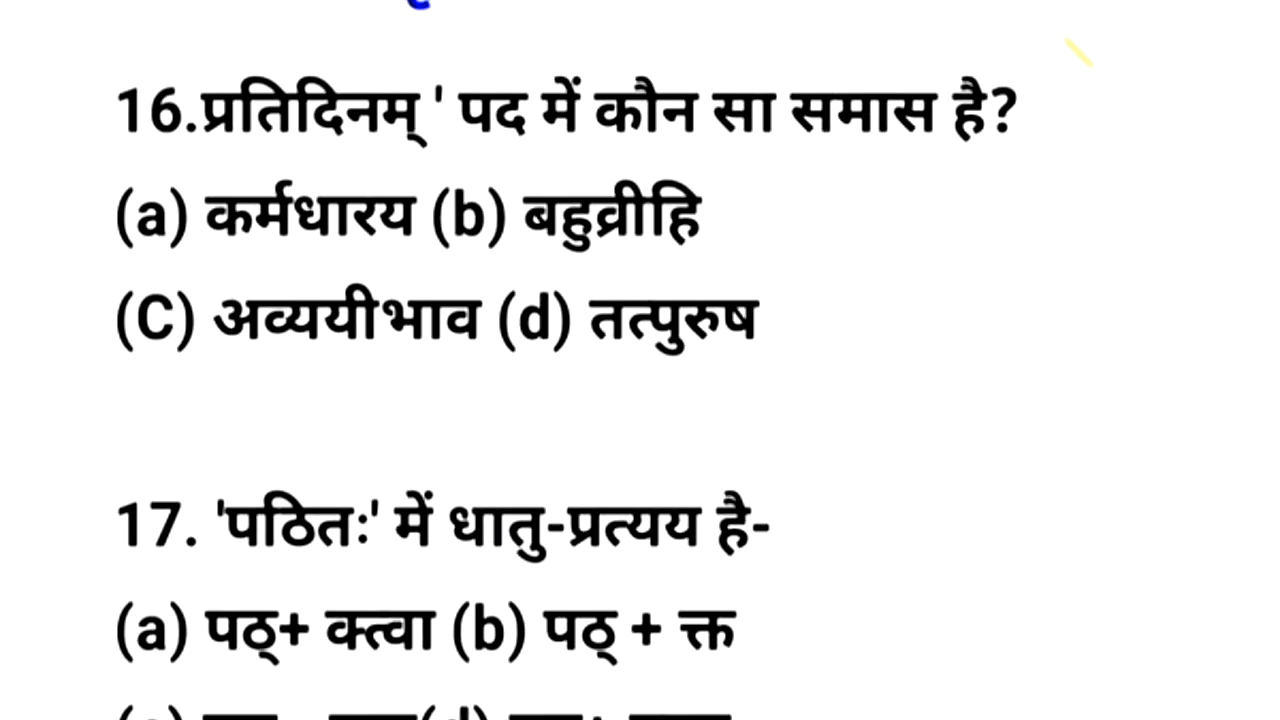 16.प्रतिदिनम् ' पद में कौन सा समास है?
(a) कर्मधारय (b) बहुव्रीहि
(C) अव्ययीभाव (d) तत्पुरुष
17. 'पठितः' में धातु-प्रत्यय है-
(a) पठ्+ क्त्वा (b) पठ् + क्त